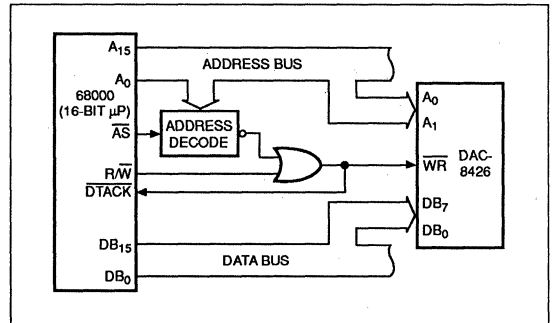 A15
ADDRESS BUS
A0
68000
(16-BIT µP)
A0
A1
AS
ADDRESS
DECODE
R/W
WR
DAC-
8426
DTACK
DB7
DB15
DB0
DATA BUS
DB0